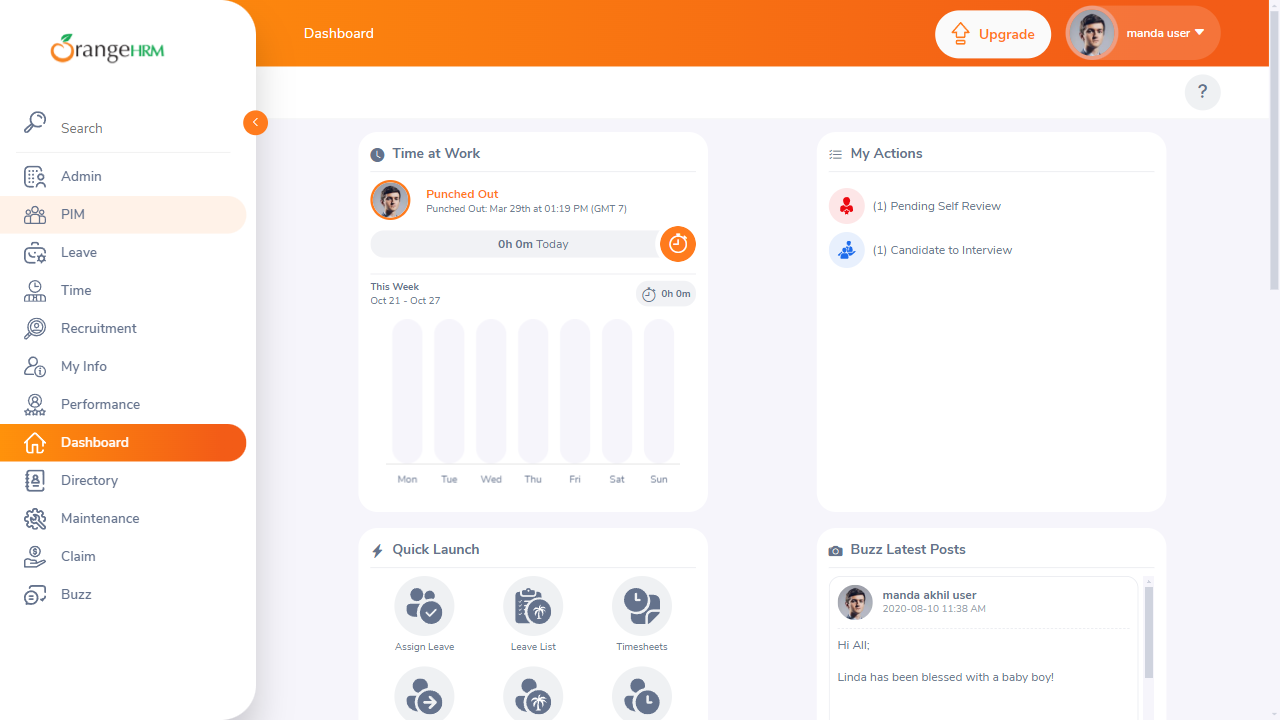 OrangeHRM
Search
Admin
PIM
Leave
Time
Recruitment
My Info
Performance
Dashboard
Directory
Maintenance
Claim
Buzz
Dashboard
Upgrade
manda user
?
Time at Work
Punched Out
Punched Out: Mar 29th at 01:19 PM (GMT 7)
0h 0m Today
This Week
Oct 21 - Oct 27
0h 0m
Mon Tue Wed Thu Fri Sat Sun
My Actions
(1) Pending Self Review
(1) Candidate to Interview
Quick Launch
Assign Leave
Leave List
Timesheets
Buzz Latest Posts
manda akhil user
2020-08-10 11:38 AM
Hi All;
Linda has been blessed with a baby boy!